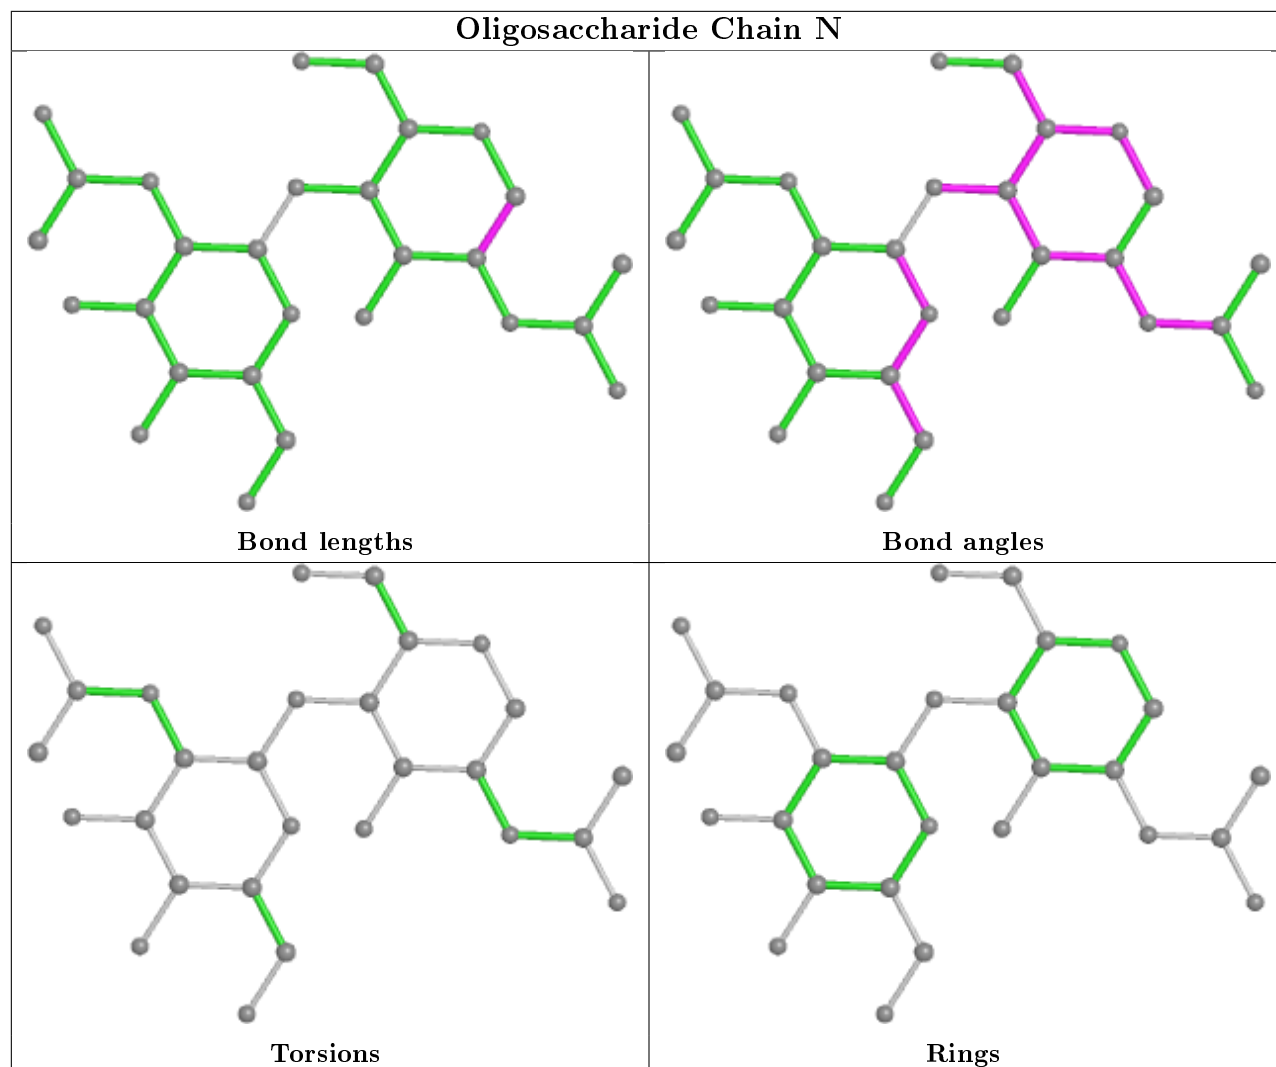 Oligosaccharide Chain N
Bond lengths
Bond angles
Torsions
Rings